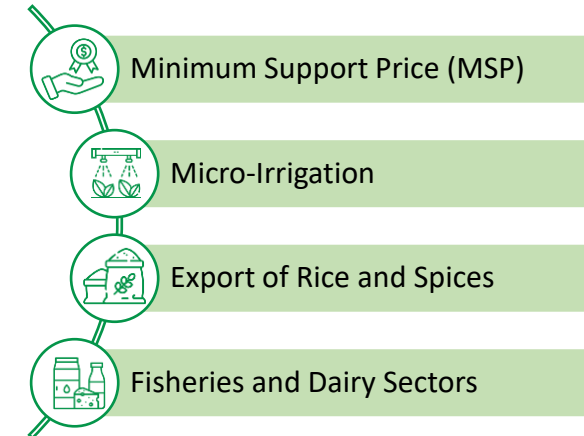 Minimum Support Price (MSP)
Micro-Irrigation
Export of Rice and Spices
Fisheries and Dairy Sectors